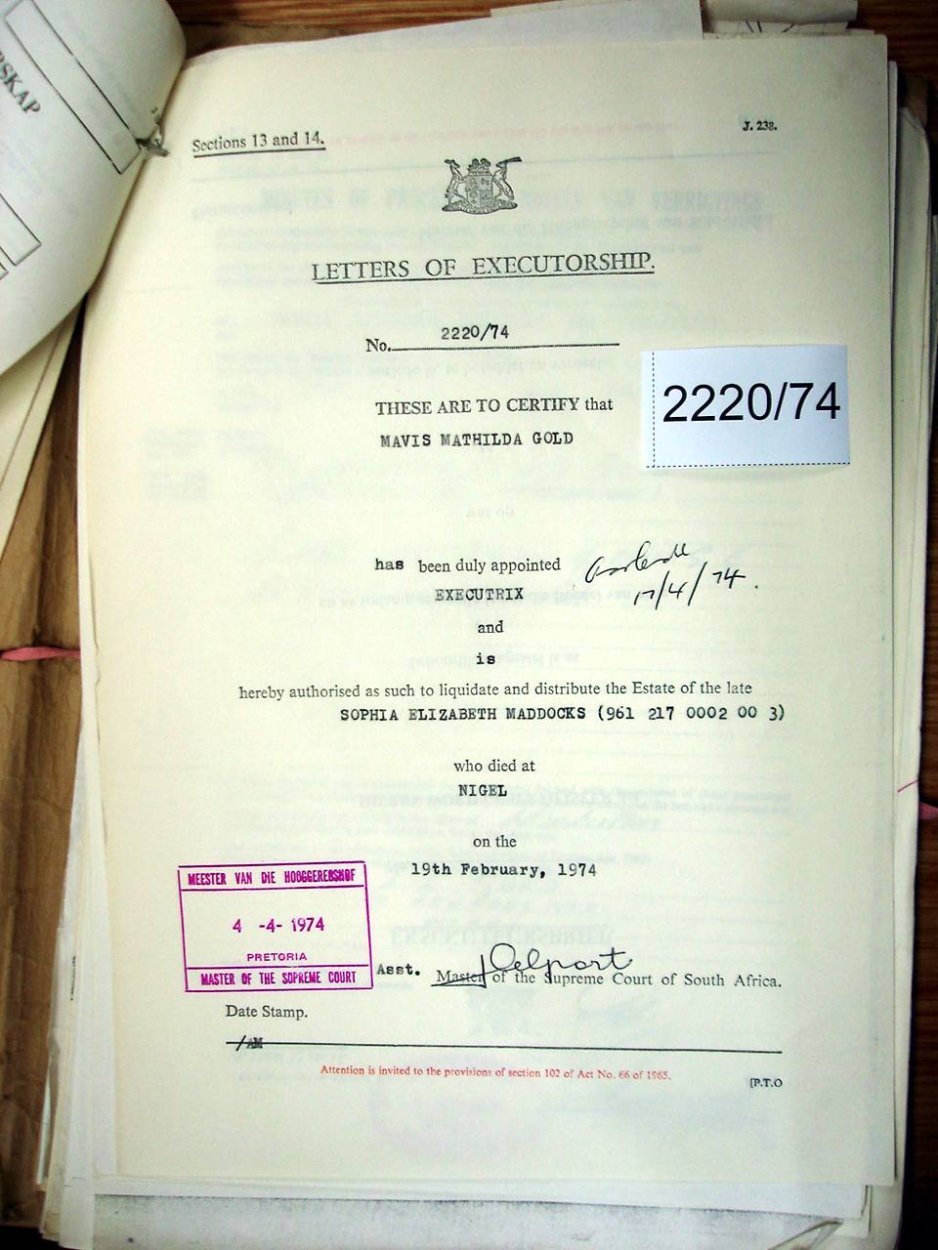 RSKAP
Sections 13 and 14.
J. 238.
LETTERS OF EXECUTORSHIP.
No. 2220/74
2220/74
THESE ARE TO CERTIFY that
MAVIS MATHILDA GOLD
has been duly appointed
17/4/74.
EXECUTRIX
and
is
hereby authorised as such to liquidate and distribute the Estate of the late
SOPHIA ELIZABETH MADDOCKS (961 217 0002 00 3)
who died at
NIGEL
on the
19th February, 1974
MEESTER VAN DIE HOOGGEREGSHOF
4 -4- 1974
PRETORIA
MASTER OF THE SUPREME COURT
Asst. Master of the Supreme Court of South Africa.
Delport
Date Stamp.
/AM
Attention is invited to the provisions of section 102 of Act No. 66 of 1965.
[P.T.O